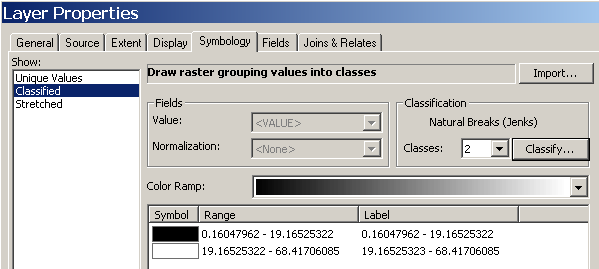 Layer Properties
General Source Extent Display Symbology Fields Joins & Relates
Show:
Unique Values
Classified
Stretched
Draw raster grouping values into classes
Import...
Fields
Value: <VALUE>
Normalization: <None>
Classification
Natural Breaks (Jenks)
Classes: 2 Classify...
Color Ramp:
Symbol Range Label
0.16047962 - 19.16525322 0.16047962 - 19.16525322
19.16525322 - 68.41706085 19.16525323 - 68.41706085